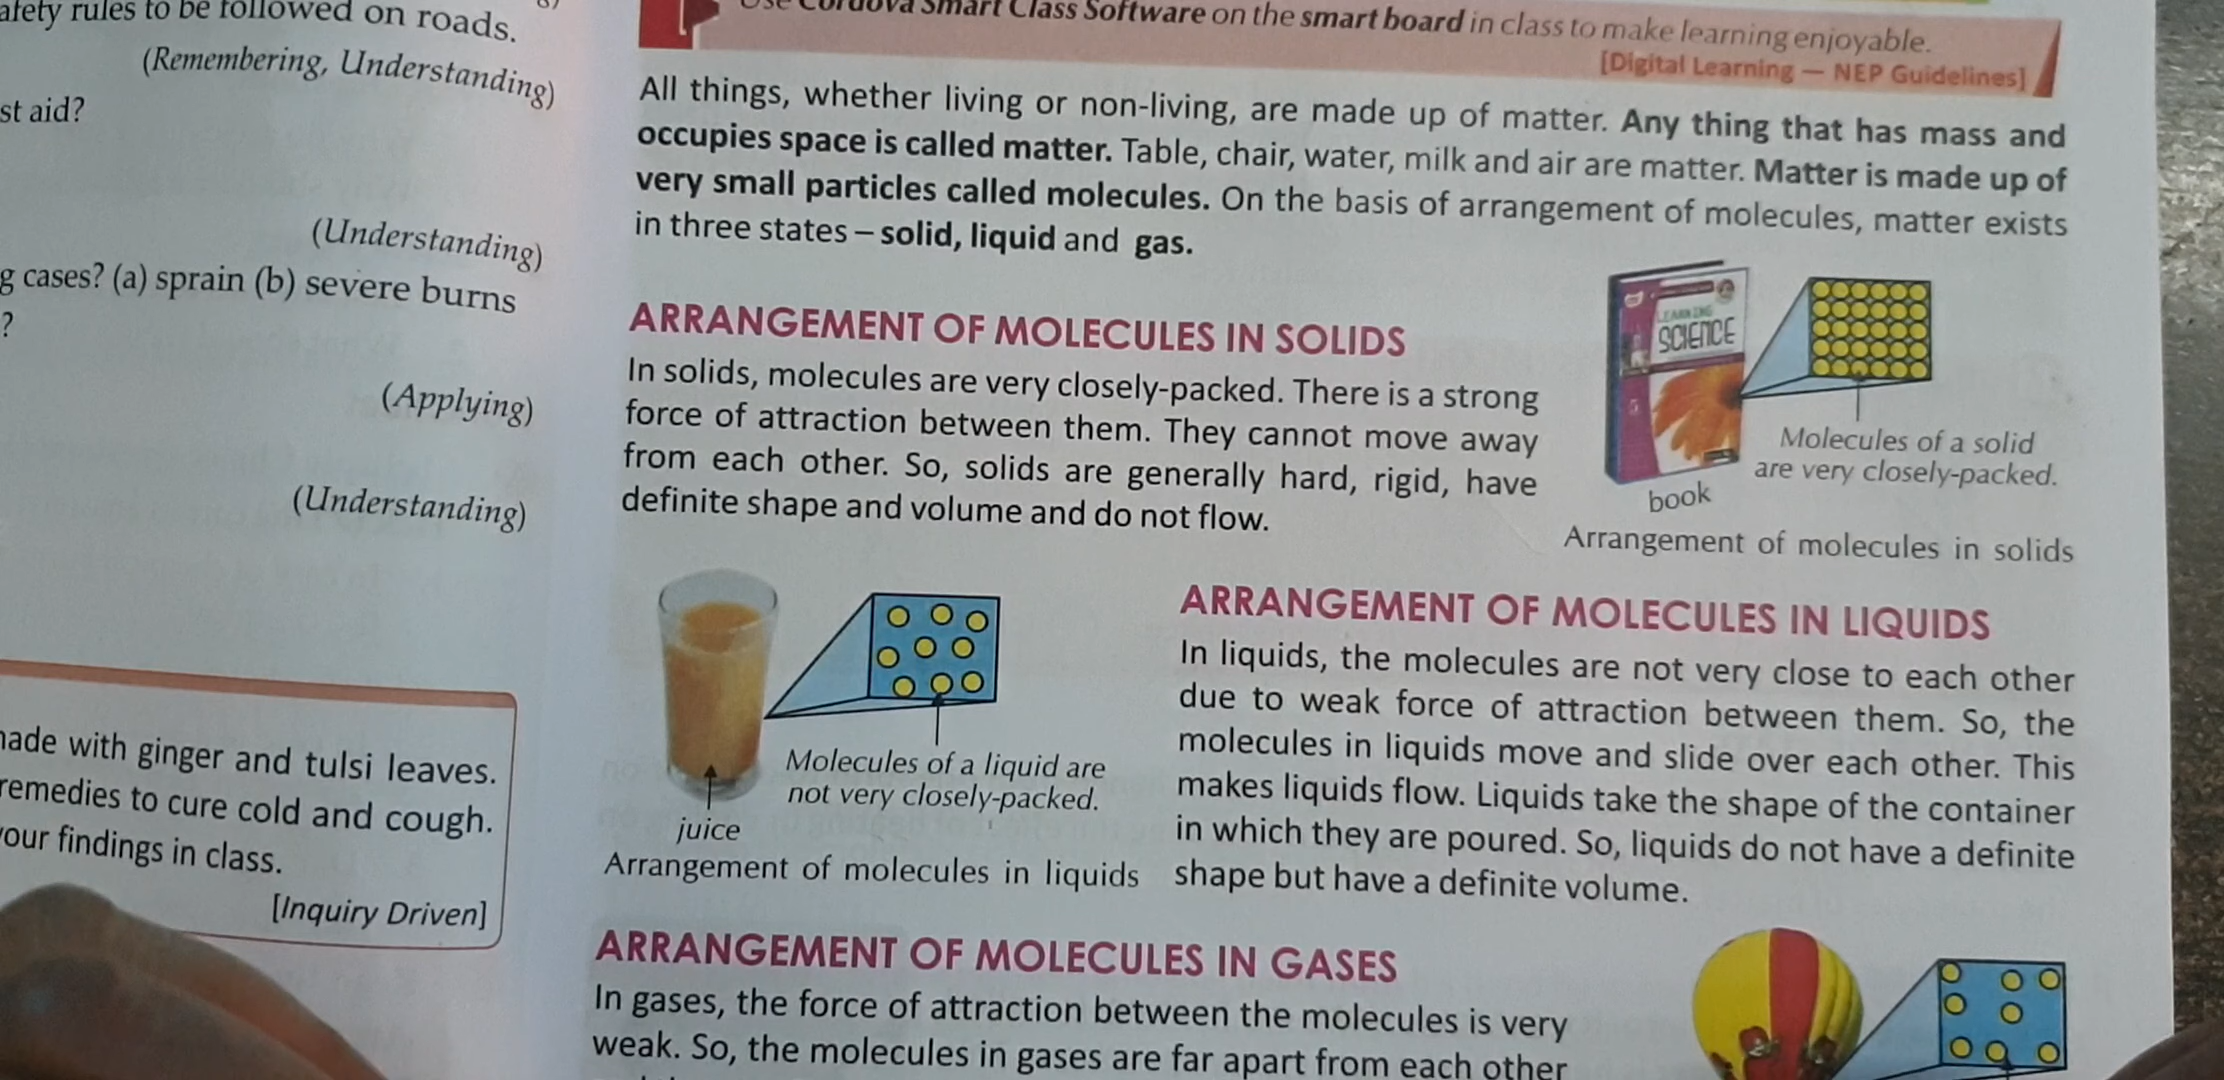 rules to be followed on roads.
(Remembering, Understanding)
st aid?
(Understanding)
g cases? (a) sprain (b) severe burns
?
(Applying)
(Understanding)
with ginger and tulsi leaves.
remedies to cure cold and cough.
your findings in class.
[Inquiry Driven]
Use Cordova Smart Class Software on the smart board in class to make learning enjoyable.
[Digital Learning — NEP Guidelines]
All things, whether living or non-living, are made up of matter. Any thing that has mass and
occupies space is called matter. Table, chair, water, milk and air are matter. Matter is made up of
very small particles called molecules. On the basis of arrangement of molecules, matter exists
in three states – solid, liquid and gas.
ARRANGEMENT OF MOLECULES IN SOLIDS
In solids, molecules are very closely-packed. There is a strong
force of attraction between them. They cannot move away
from each other. So, solids are generally hard, rigid, have
definite shape and volume and do not flow.
LEARNING
SCIENCE
5
Molecules of a solid
are very closely-packed.
book
Arrangement of molecules in solids
Molecules of a liquid are
not very closely-packed.
juice
Arrangement of molecules in liquids
ARRANGEMENT OF MOLECULES IN LIQUIDS
In liquids, the molecules are not very close to each other
due to weak force of attraction between them. So, the
molecules in liquids move and slide over each other. This
makes liquids flow. Liquids take the shape of the container
in which they are poured. So, liquids do not have a definite
shape but have a definite volume.
ARRANGEMENT OF MOLECULES IN GASES
In gases, the force of attraction between the molecules is very
weak. So, the molecules in gases are far apart from each other